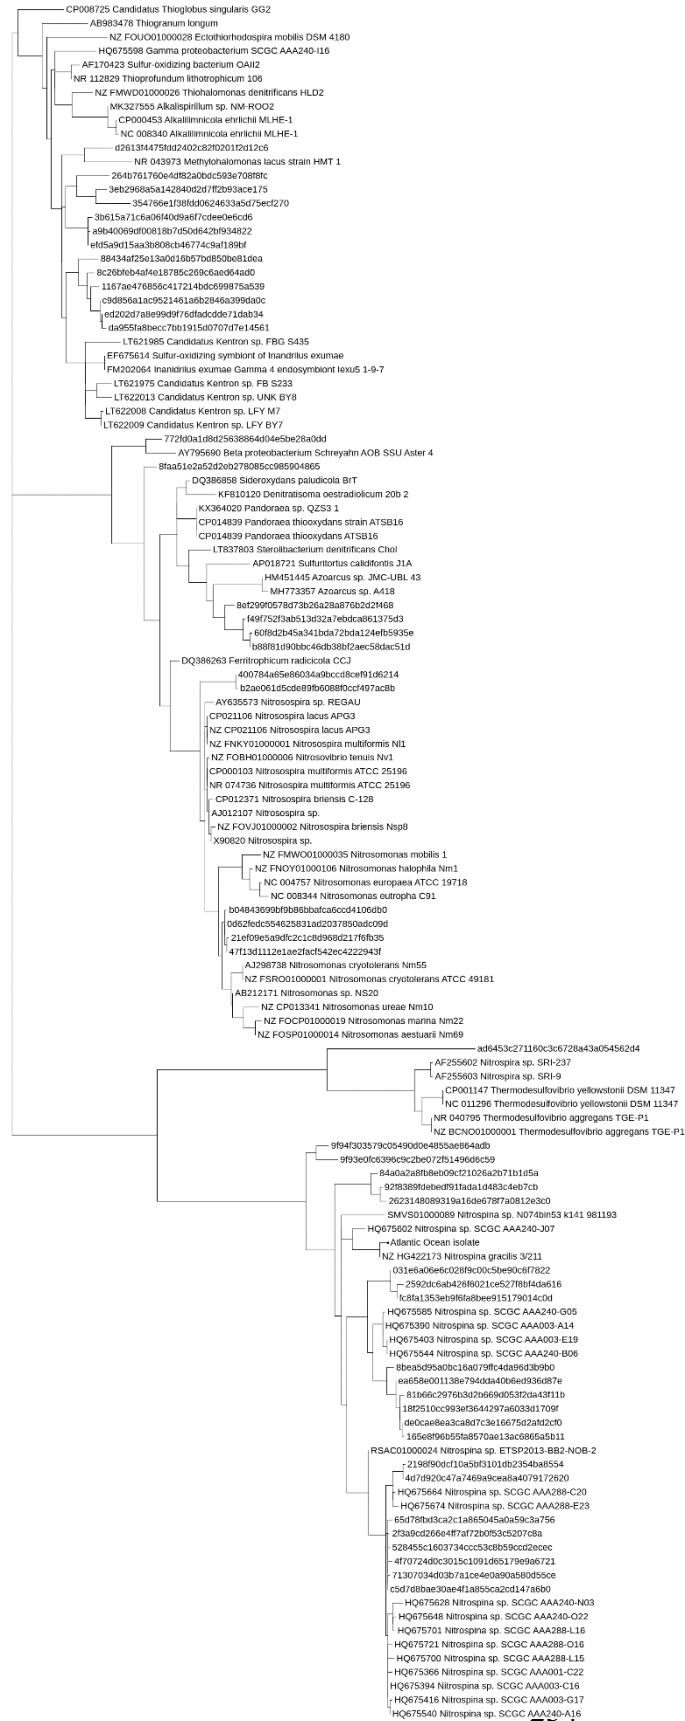 CP008725 Candidatus Thioglobus singularis GG2
AB983478 Thiogranum longum
NZ FOUO01000028 Ectothiorhodospira mobilis DSM 4180
HQ675598 Gamma proteobacterium SCGC AAA240-I16
AF170423 Sulfur-oxidizing bacterium OAII2
NR 112829 Thioprofundum lithotrophicum 106
NZ FMWD01000026 Thiohalomonas denitrificans HLD2
MK327555 Alkalispirillum sp. NM-ROO2
CP000453 Alkalilimnicola ehrlichii MLHE-1
NC 008340 Alkalilimnicola ehrlichii MLHE-1
d2613f4475fdd2402c82f0201f2d12c6
NR 043973 Methylohalomonas lacus strain HMT 1
264b761760e4df82a0bdc593e708f8fc
3eb2968a5a142840d2d7ff2b93ace175
354766e1f38fdd0624633a5d75ecf270
3b615a71c6a06f40d9a6f7cdee0e6cd6
a9b40069df00818b7d50d642bf934822
efd5a9d15aa3b808cb46774c9af189bf
88434af25e13a0d16b57bd850be81dea
8c26bfeb4af4e18785c269c6aed64ad0
1167ae476856c417214bdc699875a539
c9d856a1ac9521461a6b2846a399da0c
ed202d7a8e99d9f76dfadcdde71dab34
da955fa8becc7bb1915d0707d7e14561
LT621985 Candidatus Kentron sp. FBG S435
EF675614 Sulfur-oxidizing symbiont of Inanidrilus exumae
FM202064 Inanidrilus exumae Gamma 4 endosymbiont Iexu5 1-9-7
LT621975 Candidatus Kentron sp. FB S233
LT622013 Candidatus Kentron sp. UNK BY8
LT622008 Candidatus Kentron sp. LFY M7
LT622009 Candidatus Kentron sp. LFY BY7
772fd0a1d8d25638864d04e5be28a0dd
AY795690 Beta proteobacterium Schreyahn AOB SSU Aster 4
8faa51e2a52d2eb278085cc985904865
DQ386858 Sideroxydans paludicola BrT
KF810120 Denitratisoma oestradiolicum 20b 2
KX364020 Pandoraea sp. QZS3 1
CP014839 Pandoraea thiooxydans strain ATSB16
CP014839 Pandoraea thiooxydans ATSB16
LT837803 Sterolibacterium denitrificans Chol
AP018721 Sulfuritortus calidifontis J1A
HM451445 Azoarcus sp. JMC-UBL 43
MH773357 Azoarcus sp. A418
8ef299f0578d73b26a28a876b2d2f468
f49f752f3ab513d32a7ebdca861375d3
60f8d2b45a341bda72bda124efb5935e
b88f81d90bbc46db38bf2aec58dac51d
DQ386263 Ferritrophicum radicicola CCJ
400784a65e86034a9bccd8cef91d6214
b2ae061d5cde89fb6088f0ccf497ac8b
AY635573 Nitrosospira sp. REGAU
CP021106 Nitrosospira lacus APG3
NZ CP021106 Nitrosospira lacus APG3
NZ FNKY01000001 Nitrosospira multiformis Nl1
NZ FOBH01000006 Nitrosovibrio tenuis Nv1
CP000103 Nitrosospira multiformis ATCC 25196
NR 074736 Nitrosospira multiformis ATCC 25196
CP012371 Nitrosospira briensis C-128
AJ012107 Nitrosospira sp.
NZ FOVJ01000002 Nitrosospira briensis Nsp8
X90820 Nitrosospira sp.
NZ FMWO01000035 Nitrosomonas mobilis 1
NZ FNOY01000106 Nitrosomonas halophila Nm1
NC 004757 Nitrosomonas europaea ATCC 19718
NC 008344 Nitrosomonas eutropha C91
b04843699bf9b86bbafca6ccd4106db0
0d62fedc554625831ad2037850adc09d
21ef09e5a9dfc2c1c8d968d217f6fb35
47f13d1112e1ae2facf542ec4222943f
AJ298738 Nitrosomonas cryotolerans Nm55
NZ FSRO01000001 Nitrosomonas cryotolerans ATCC 49181
AB212171 Nitrosomonas sp. NS20
NZ CP013341 Nitrosomonas ureae Nm10
NZ FOCP01000019 Nitrosomonas marina Nm22
NZ FOSP01000014 Nitrosomonas aestuarii Nm69
ad6453c271160c3c6728a43a054562d4
AF255602 Nitrospira sp. SRI-237
AF255603 Nitrospira sp. SRI-9
CP001147 Thermodesulfovibrio yellowstonii DSM 11347
NC 011296 Thermodesulfovibrio yellowstonii DSM 11347
NR 040795 Thermodesulfovibrio aggregans TGE-P1
NZ BCNO01000001 Thermodesulfovibrio aggregans TGE-P1
9f94f303579c05490d0e4855ae864adb
9f93e0fc6396c9c2be072f51496d6c59
84a0a2a8fb8eb09cf21026a2b71b1d5a
92f8389fdebedf91fada1d483c4eb7cb
2623148089319a16de678f7a0812e3c0
SMVS01000089 Nitrospina sp. N074bin53 k141 981193
HQ675602 Nitrospina sp. SCGC AAA240-J07
Atlantic Ocean isolate
NZ HG422173 Nitrospina gracilis 3/211
031e6a06e6c028f9c00c5be90c6f7822
2592dc6ab426f6021ce527f8bf4da616
fc8fa1353eb9f6fa8bee915179014c0d
HQ675585 Nitrospina sp. SCGC AAA240-G05
HQ675390 Nitrospina sp. SCGC AAA003-A14
HQ675403 Nitrospina sp. SCGC AAA003-E19
HQ675544 Nitrospina sp. SCGC AAA240-B06
8bea5d95a0bc16a079ffc4da96d3b9b0
ea658e001138e794dda40b6ed936d87e
81b66c2976b3d2b669d053f2da43f11b
18f2510cc993ef3644297a6033d1709f
de0cae8ea3ca8d7c3e16675d2afd2cf0
165e8f96b55fa8570ae13ac6865a5b11
RSAC01000024 Nitrospina sp. ETSP2013-BB2-NOB-2
2198f90dcf10a5bf3101db2354ba8554
4d7d920c47a7469a9cea8a4079172620
HQ675664 Nitrospina sp. SCGC AAA288-C20
HQ675674 Nitrospina sp. SCGC AAA288-E23
65d78fbd3ca2c1a865045a0a59c3a756
2f3a9cd266e4ff7af72b0f53c5207c8a
528455c1603734ccc53c8b59ccd2ecec
4f70724d0c3015c1091d65179e9a6721
71307034d03b7a1ce4e0a90a580d55ce
c5d7d8bae30ae4f1a855ca2cd147a6b0
HQ675628 Nitrospina sp. SCGC AAA240-N03
HQ675648 Nitrospina sp. SCGC AAA240-O22
HQ675701 Nitrospina sp. SCGC AAA288-L16
HQ675721 Nitrospina sp. SCGC AAA288-O16
HQ675700 Nitrospina sp. SCGC AAA288-L15
HQ675366 Nitrospina sp. SCGC AAA001-C22
HQ675394 Nitrospina sp. SCGC AAA003-C16
HQ675416 Nitrospina sp. SCGC AAA003-G17
HQ675540 Nitrospina sp. SCGC AAA240-A16